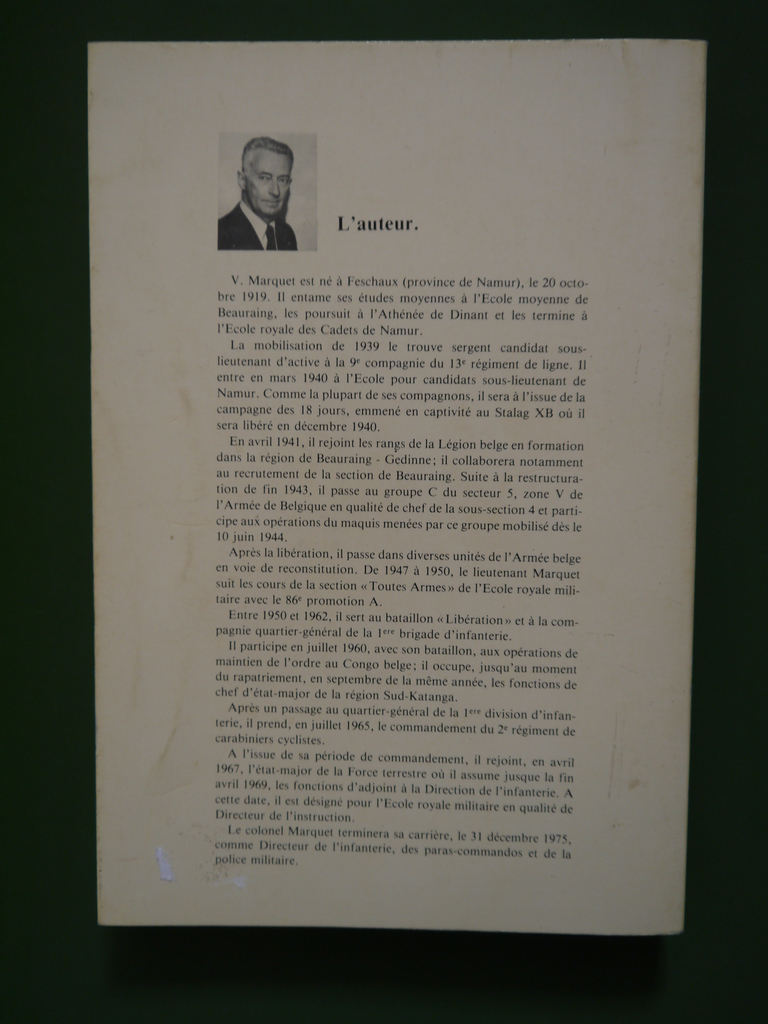 L'auteur.
V. Marquet est né à Feschaux (province de Namur), le 20 octo-
bre 1919. Il entame ses études moyennes à l'Ecole moyenne de
Beauraing, les poursuit à l'Athénée de Dinant et les termine à
l'Ecole royale des Cadets de Namur.
La mobilisation de 1939 le trouve sergent candidat sous-
lieutenant d'active à la 9e compagnie du 13e régiment de ligne. Il
entre en mars 1940 à l'Ecole pour candidats sous-lieutenant de
Namur. Comme la plupart de ses compagnons, il sera à l'issue de la
campagne des 18 jours, emmené en captivité au Stalag XB où il
sera libéré en décembre 1940.
En avril 1941, il rejoint les rangs de la Légion belge en formation
dans la région de Beauraing - Gedinne; il collaborera notamment
au recrutement de la section de Beauraing. Suite à la restructura-
tion de fin 1943, il passe au groupe C du secteur 5, zone V de
l'Armée de Belgique en qualité de chef de la sous-section 4 et parti-
cipe aux opérations du maquis menées par ce groupe mobilisé dès le
10 juin 1944.
Après la libération, il passe dans diverses unités de l'Armée belge
en voie de reconstitution. De 1947 à 1950, le lieutenant Marquet
suit les cours de la section «Toutes Armes» de l'Ecole royale mili-
taire avec le 86e promotion A.
Entre 1950 et 1962, il sert au bataillon «Libération» et à la com-
pagnie quartier-général de la 1ere brigade d'infanterie.
Il participe en juillet 1960, avec son bataillon, aux opérations de
maintien de l'ordre au Congo belge; il occupe, jusqu'au moment
du rapatriement, en septembre de la même année, les fonctions de
chef d'état-major de la région Sud-Katanga.
Après un passage au quartier-général de la 1ere division d'infan-
terie, il prend, en juillet 1965, le commandement du 2e régiment de
carabiniers cyclistes.
A l'issue de sa période de commandement, il rejoint, en avril
1967, l'état-major de la Force terrestre où il assume jusque la fin
avril 1969, les fonctions d'adjoint à la Direction de l'infanterie. A
cette date, il est désigné pour l'Ecole royale militaire en qualité de
Directeur de l'instruction.
Le colonel Marquet terminera sa carrière, le 31 décembre 1975,
comme Directeur de l'infanterie, des paras-commandos et de la
police militaire.